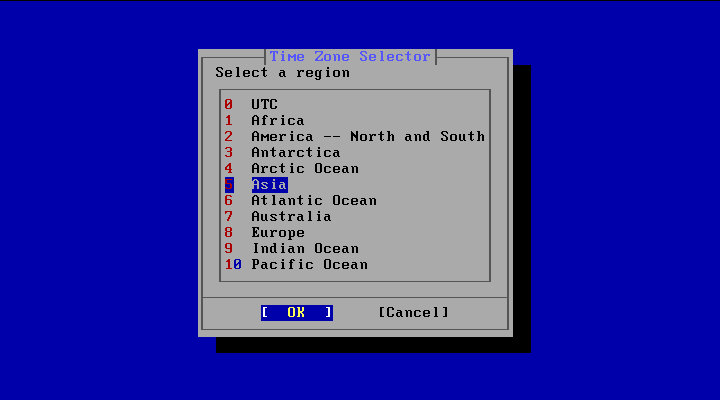 Time Zone Selector
Select a region
0 UTC
1 Africa
2 America -- North and South
3 Antarctica
4 Arctic Ocean
5 Asia
6 Atlantic Ocean
7 Australia
8 Europe
9 Indian Ocean
10 Pacific Ocean
[ OK ] [Cancel]